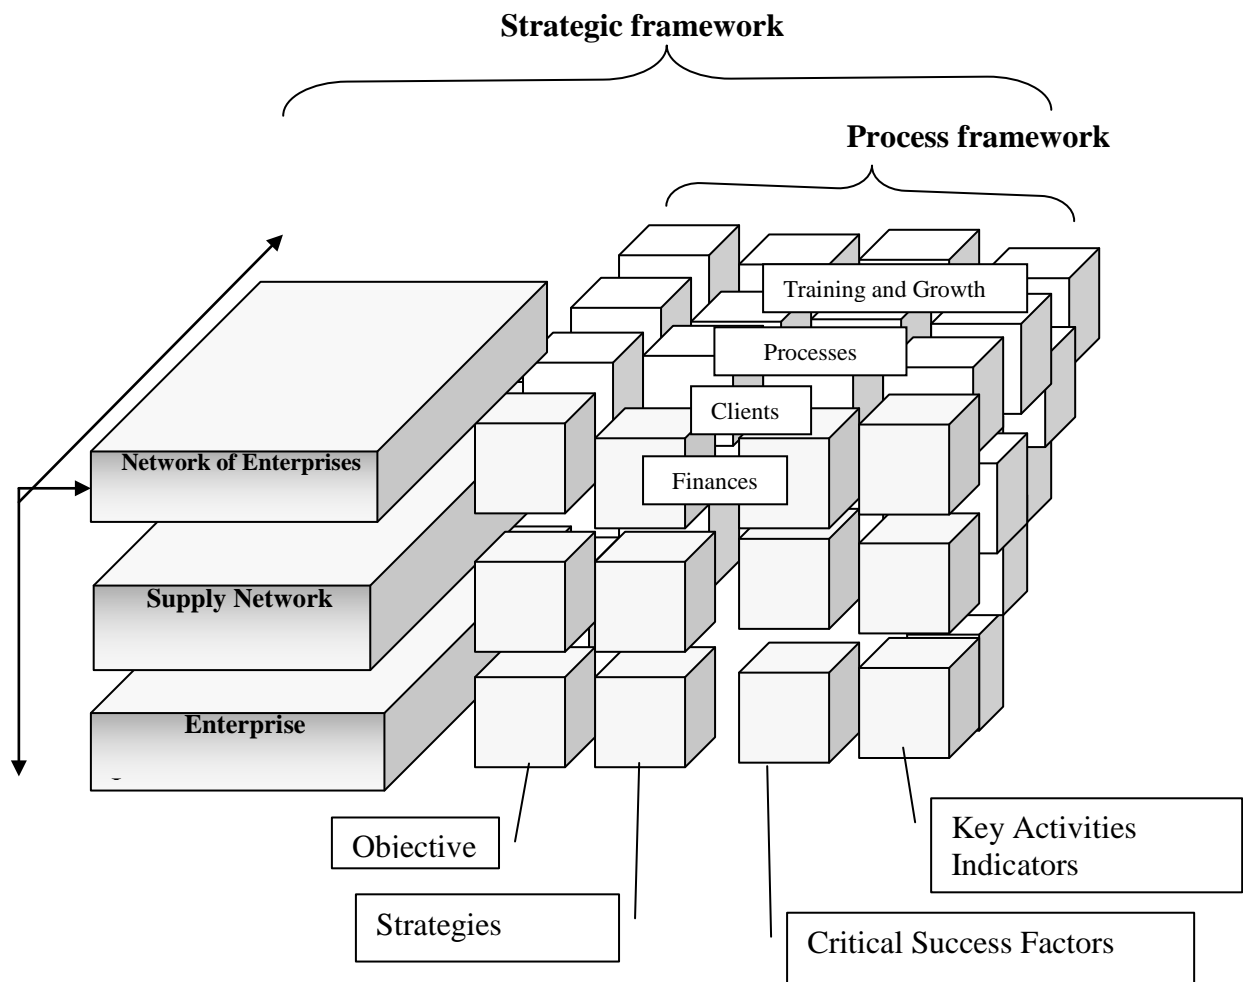 Strategic framework
Process framework
Training and Growth
Processes
Clients
Network of Enterprises
Finances
Supply Network
Enterprise
Objective
Key Activities
Indicators
Strategies
Critical Success Factors